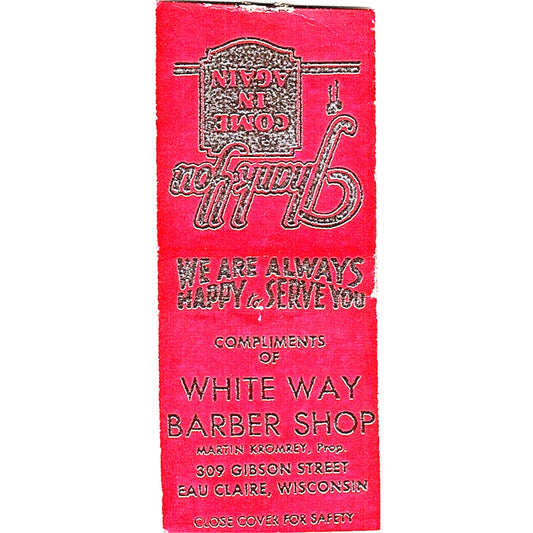 Thank You
COME
IN
AGAIN
WE ARE ALWAYS
HAPPY to SERVE YOU
COMPLIMENTS
OF
WHITE WAY
BARBER SHOP
MARTIN KROMREY, Prop.
309 GIBSON STREET
EAU CLAIRE, WISCONSIN
CLOSE COVER FOR SAFETY